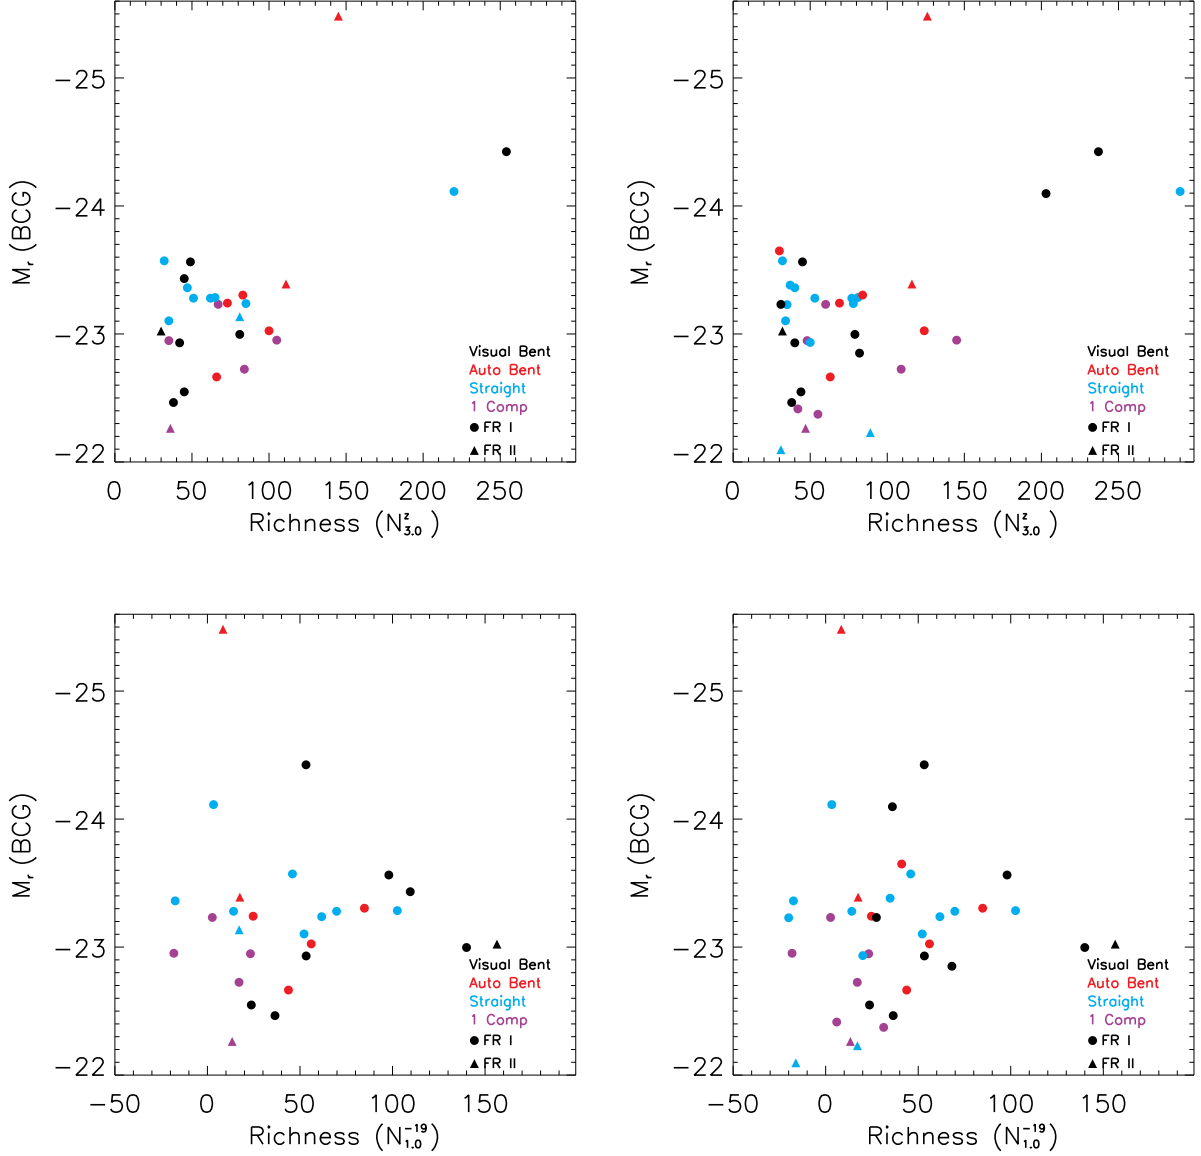 −25
−24
−23
−22
M_r (BCG)
Visual Bent
Auto Bent
Straight
1 Comp
FR I
FR II
0 50 100 150 200 250
Richness (N^z_3.0)
−25
−24
−23
−22
M_r (BCG)
Visual Bent
Auto Bent
Straight
1 Comp
FR I
FR II
0 50 100 150 200 250
Richness (N^z_3.0)
−25
−24
−23
−22
M_r (BCG)
Visual Bent
Auto Bent
Straight
1 Comp
FR I
FR II
−50 0 50 100 150
Richness (N^−19_1.0)
−25
−24
−23
−22
M_r (BCG)
Visual Bent
Auto Bent
Straight
1 Comp
FR I
FR II
−50 0 50 100 150
Richness (N^−19_1.0)